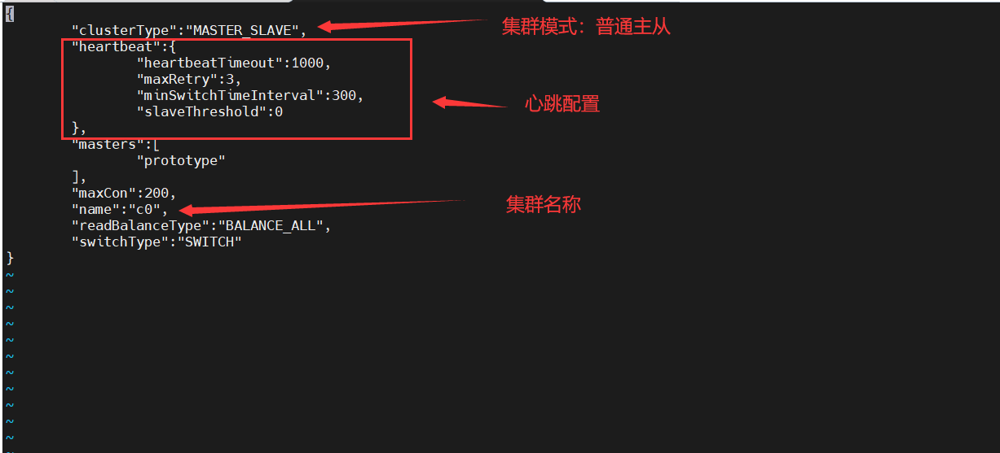 {
"clusterType":"MASTER_SLAVE",
集群模式：普通主从
"heartbeat":{
"heartbeatTimeout":1000,
"maxRetry":3,
"minSwitchTimeInterval":300,
心跳配置
"slaveThreshold":0
},
"masters":[
"prototype"
],
"maxCon":200,
"name":"c0",
集群名称
"readBalanceType":"BALANCE_ALL",
"switchType":"SWITCH"
}
~
~
~
~
~
~
~
~
~
~
~